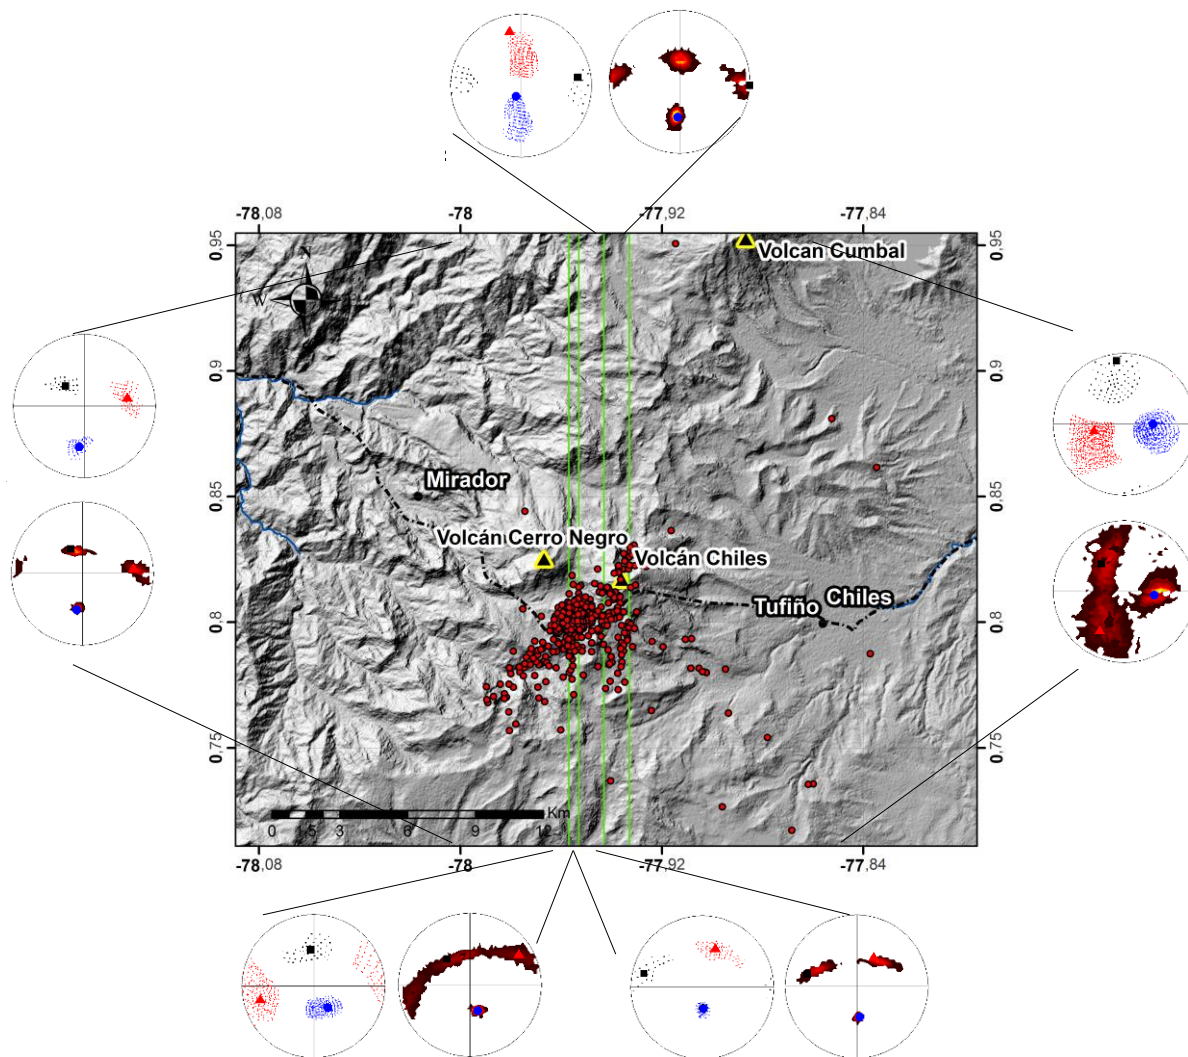 -78,08 -78 -77,92 -77,84
0,95 0,95
Volcan Cumbal
N
W
0,9 0,9
Mirador
0,85 0,85
Volcán Cerro Negro
Volcán Chiles
Tufiño Chiles
0,8 0,8
0,75 0,75
Km
0 1,5 3 6 9 12
-78,08 -78 -77,92 -77,84